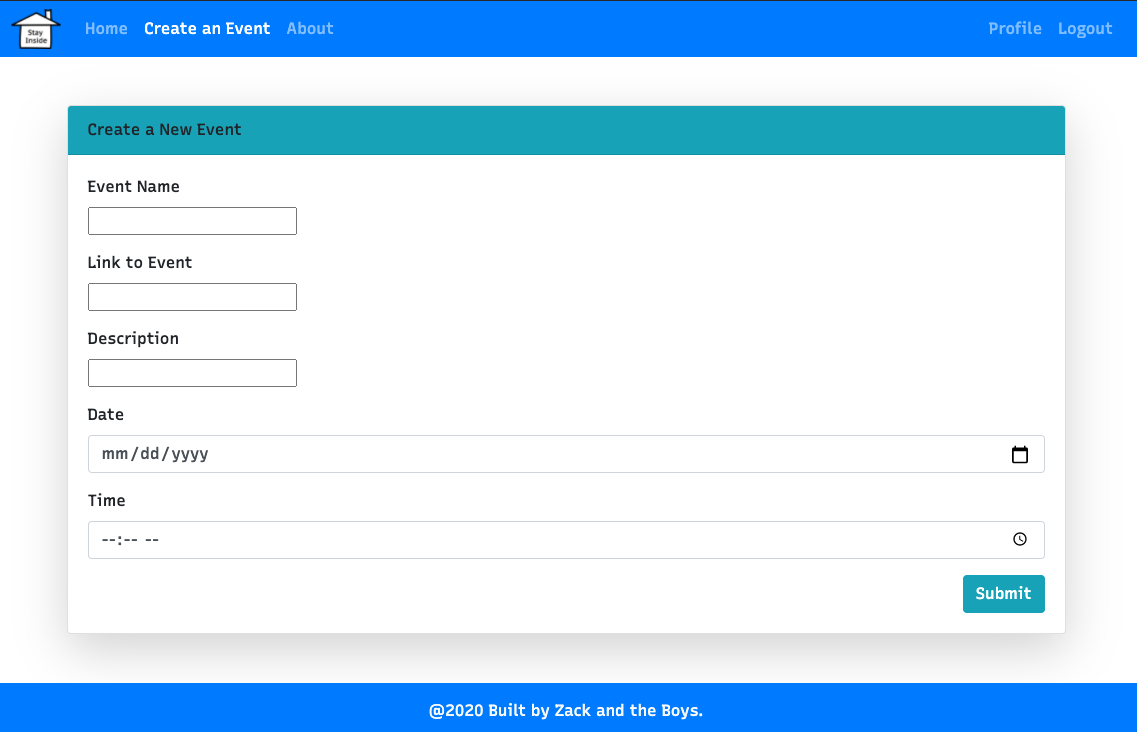 Stay
Inside
Home Create an Event About Profile Logout
Create a New Event
Event Name
Link to Event
Description
Date
mm/dd/yyyy
Time
--:-- --
Submit
@2020 Built by Zack and the Boys.